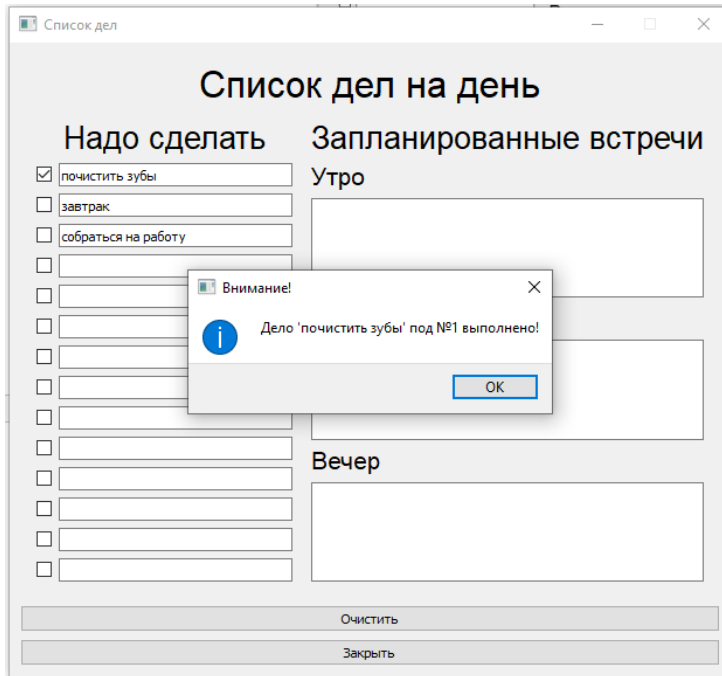 Список дел
Список дел на день
Надо сделать
Запланированные встречи
почистить зубы
Утро
завтрак
собраться на работу
Внимание!
Дело 'почистить зубы' под №1 выполнено!
OK
Вечер
Очистить
Закрыть